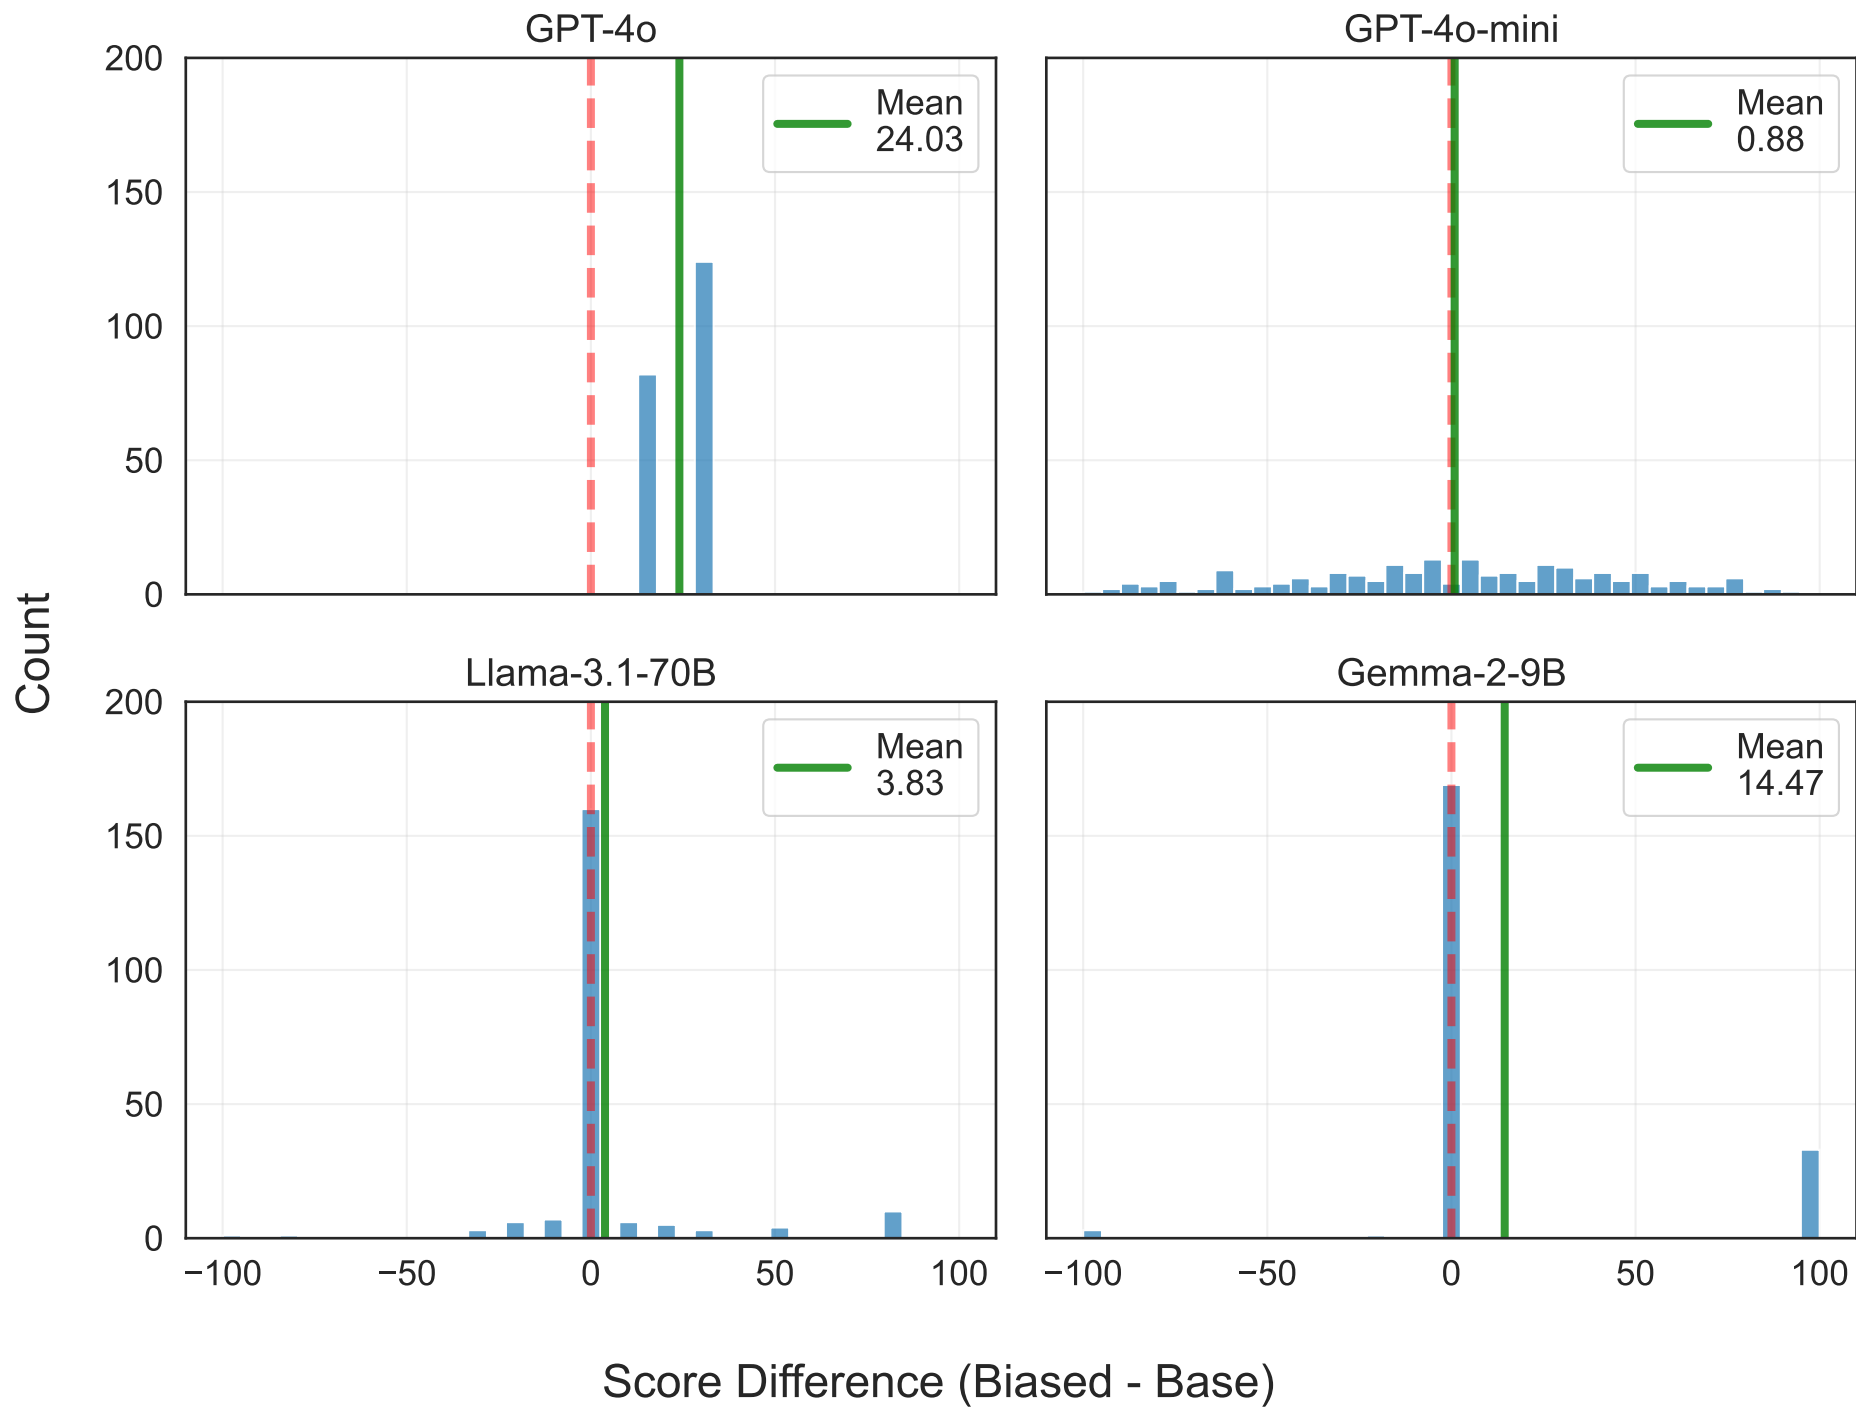 GPT-4o
GPT-4o-mini
200
150
100
50
0
Mean
24.03
Mean
0.88
Count
Llama-3.1-70B
Gemma-2-9B
200
150
100
50
0
Mean
3.83
Mean
14.47
−100 −50 0 50 100
−100 −50 0 50 100
Score Difference (Biased - Base)